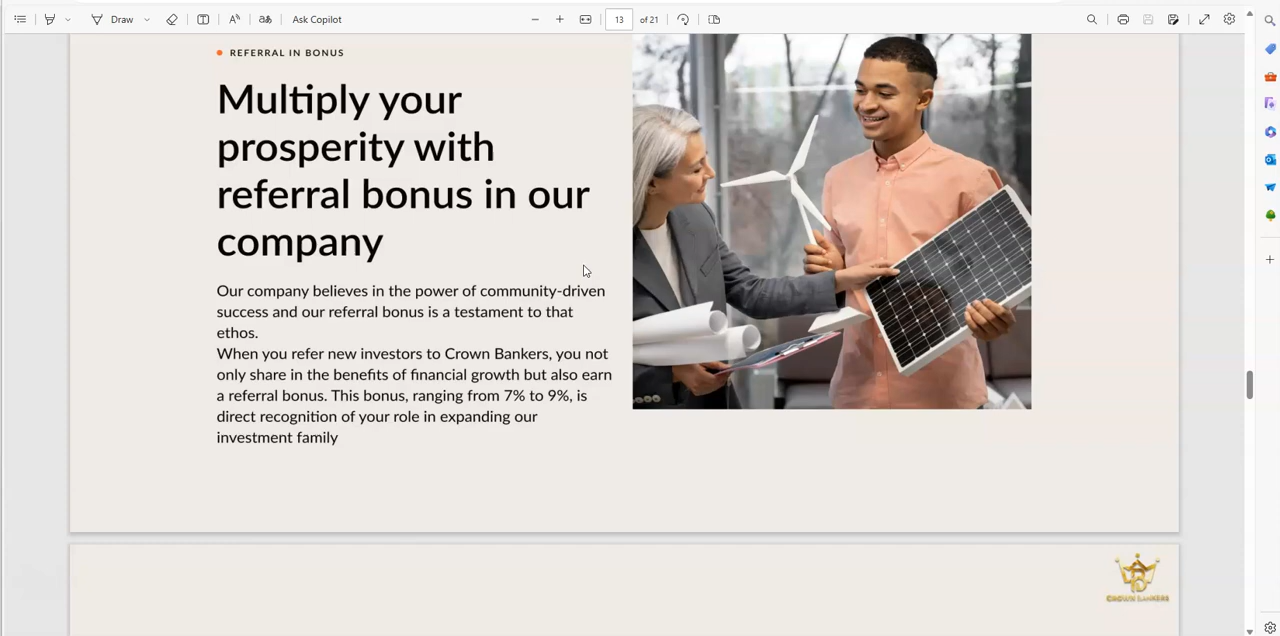 Draw
Ask Copilot
13 of 21
REFERRAL IN BONUS
Multiply your
prosperity with
referral bonus in our
company
Our company believes in the power of community-driven
success and our referral bonus is a testament to that
ethos.
When you refer new investors to Crown Bankers, you not
only share in the benefits of financial growth but also earn
a referral bonus. This bonus, ranging from 7% to 9%, is
direct recognition of your role in expanding our
investment family
CROWN BANKERS